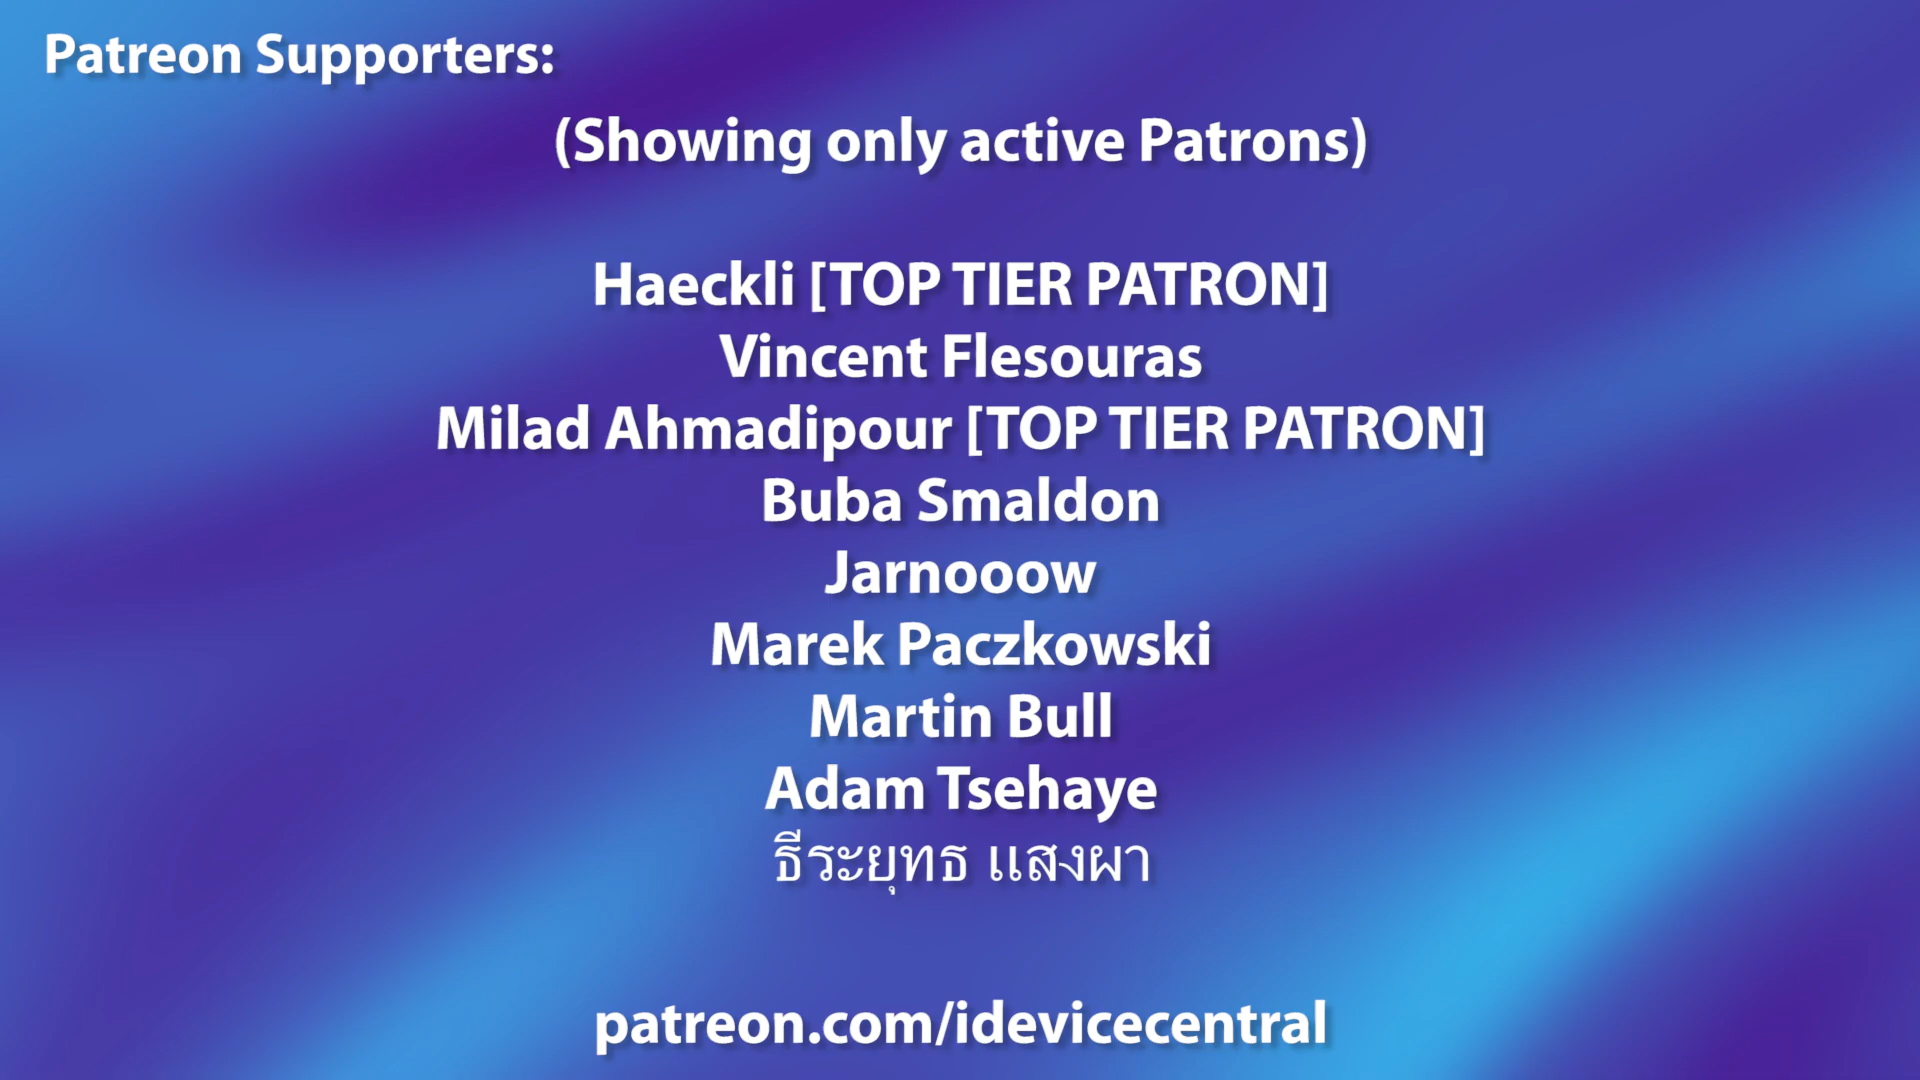 Patreon Supporters:
(Showing only active Patrons)
Haeckli [TOP TIER PATRON]
Vincent Flesouras
Milad Ahmadipour [TOP TIER PATRON]
Buba Smaldon
Jarnooow
Marek Paczkowski
Martin Bull
Adam Tsehaye
ธีระยุทธ แสงผา
patreon.com/idevicecentral